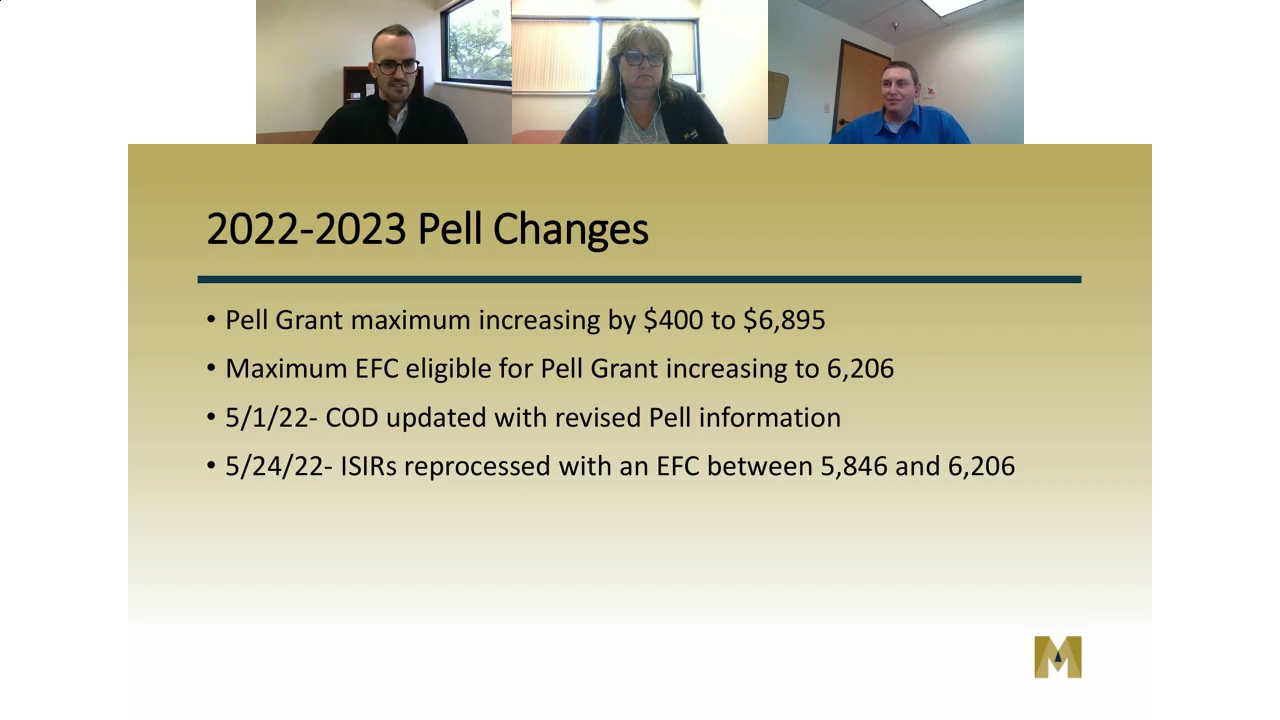 2022-2023 Pell Changes
• Pell Grant maximum increasing by $400 to $6,895
• Maximum EFC eligible for Pell Grant increasing to 6,206
• 5/1/22- COD updated with revised Pell information
• 5/24/22- ISIRs reprocessed with an EFC between 5,846 and 6,206
M